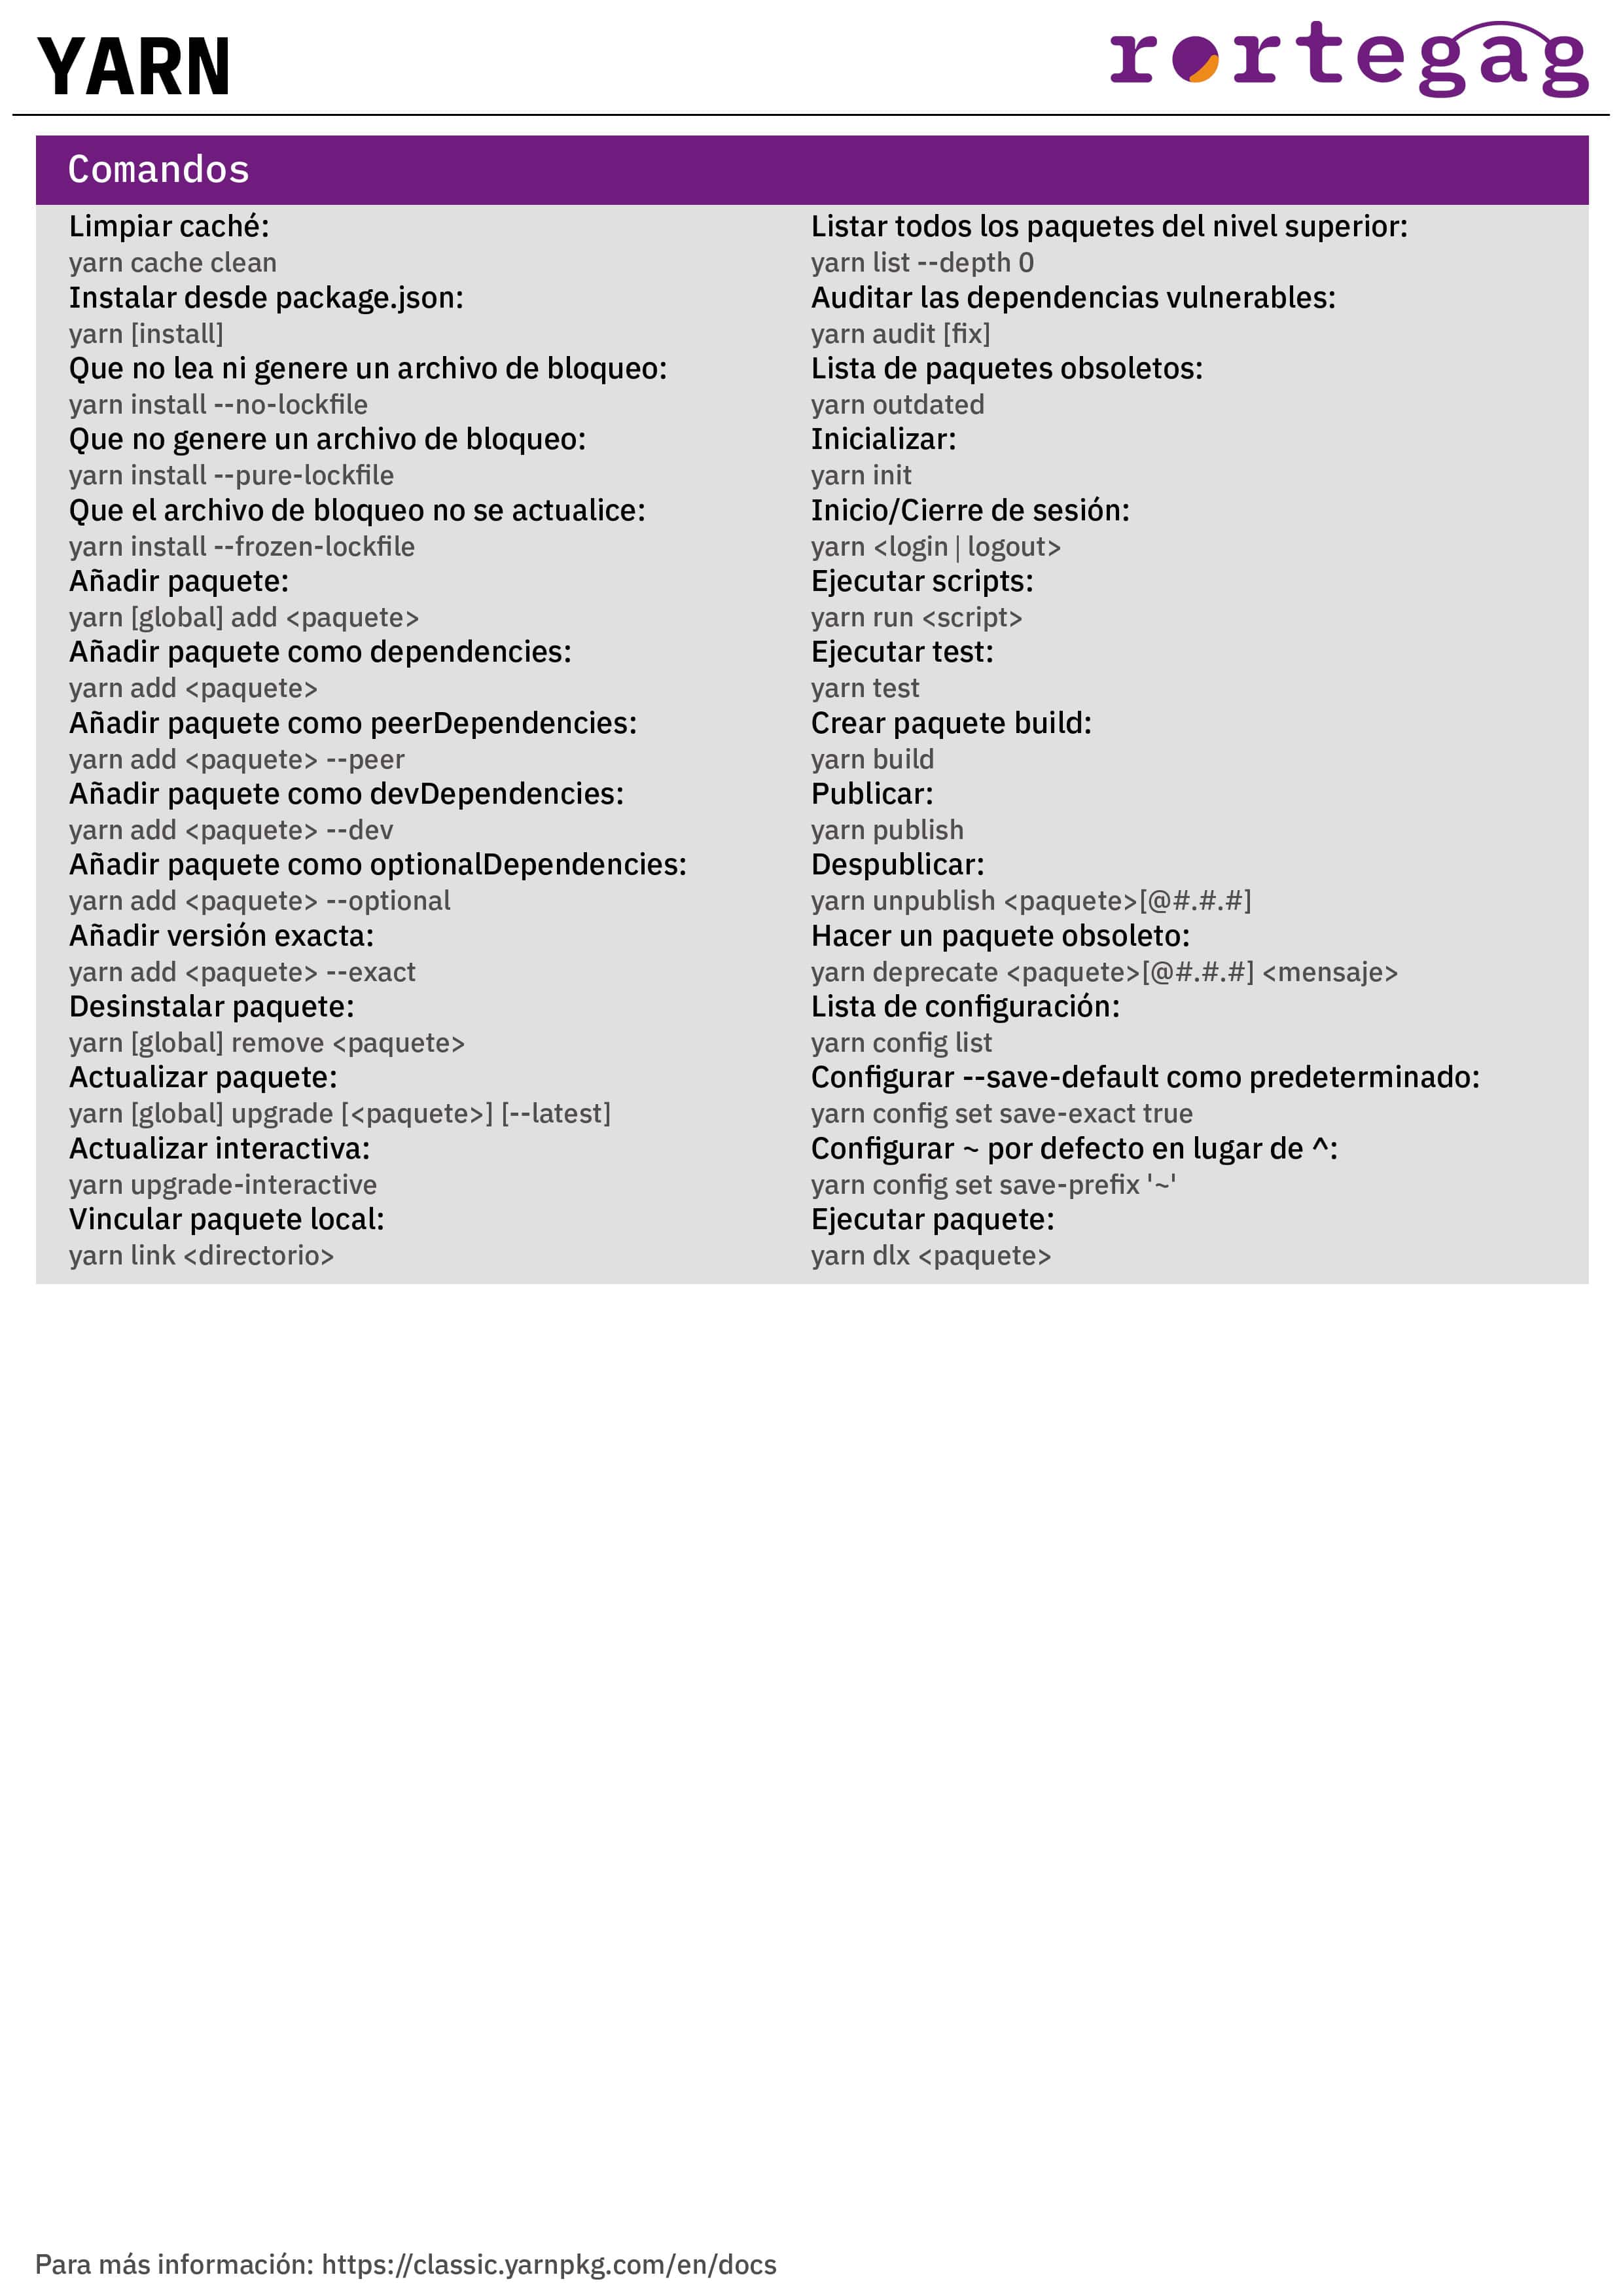 YARN
rortegag
Comandos
Limpiar caché:
yarn cache clean
Instalar desde package.json:
yarn [install]
Que no lea ni genere un archivo de bloqueo:
yarn install --no-lockfile
Que no genere un archivo de bloqueo:
yarn install --pure-lockfile
Que el archivo de bloqueo no se actualice:
yarn install --frozen-lockfile
Añadir paquete:
yarn [global] add <paquete>
Añadir paquete como dependencies:
yarn add <paquete>
Añadir paquete como peerDependencies:
yarn add <paquete> --peer
Añadir paquete como devDependencies:
yarn add <paquete> --dev
Añadir paquete como optionalDependencies:
yarn add <paquete> --optional
Añadir versión exacta:
yarn add <paquete> --exact
Desinstalar paquete:
yarn [global] remove <paquete>
Actualizar paquete:
yarn [global] upgrade [<paquete>] [--latest]
Actualizar interactiva:
yarn upgrade-interactive
Vincular paquete local:
yarn link <directorio>
Listar todos los paquetes del nivel superior:
yarn list --depth 0
Auditar las dependencias vulnerables:
yarn audit [fix]
Lista de paquetes obsoletos:
yarn outdated
Inicializar:
yarn init
Inicio/Cierre de sesión:
yarn <login|logout>
Ejecutar scripts:
yarn run <script>
Ejecutar test:
yarn test
Crear paquete build:
yarn build
Publicar:
yarn publish
Despublicar:
yarn unpublish <paquete>[@#.#.#]
Hacer un paquete obsoleto:
yarn deprecate <paquete>[@#.#.#] <mensaje>
Lista de configuración:
yarn config list
Configurar --save-default como predeterminado:
yarn config set save-exact true
Configurar ~ por defecto en lugar de ^:
yarn config set save-prefix '~'
Ejecutar paquete:
yarn dlx <paquete>
Para más información: https://classic.yarnpkg.com/en/docs